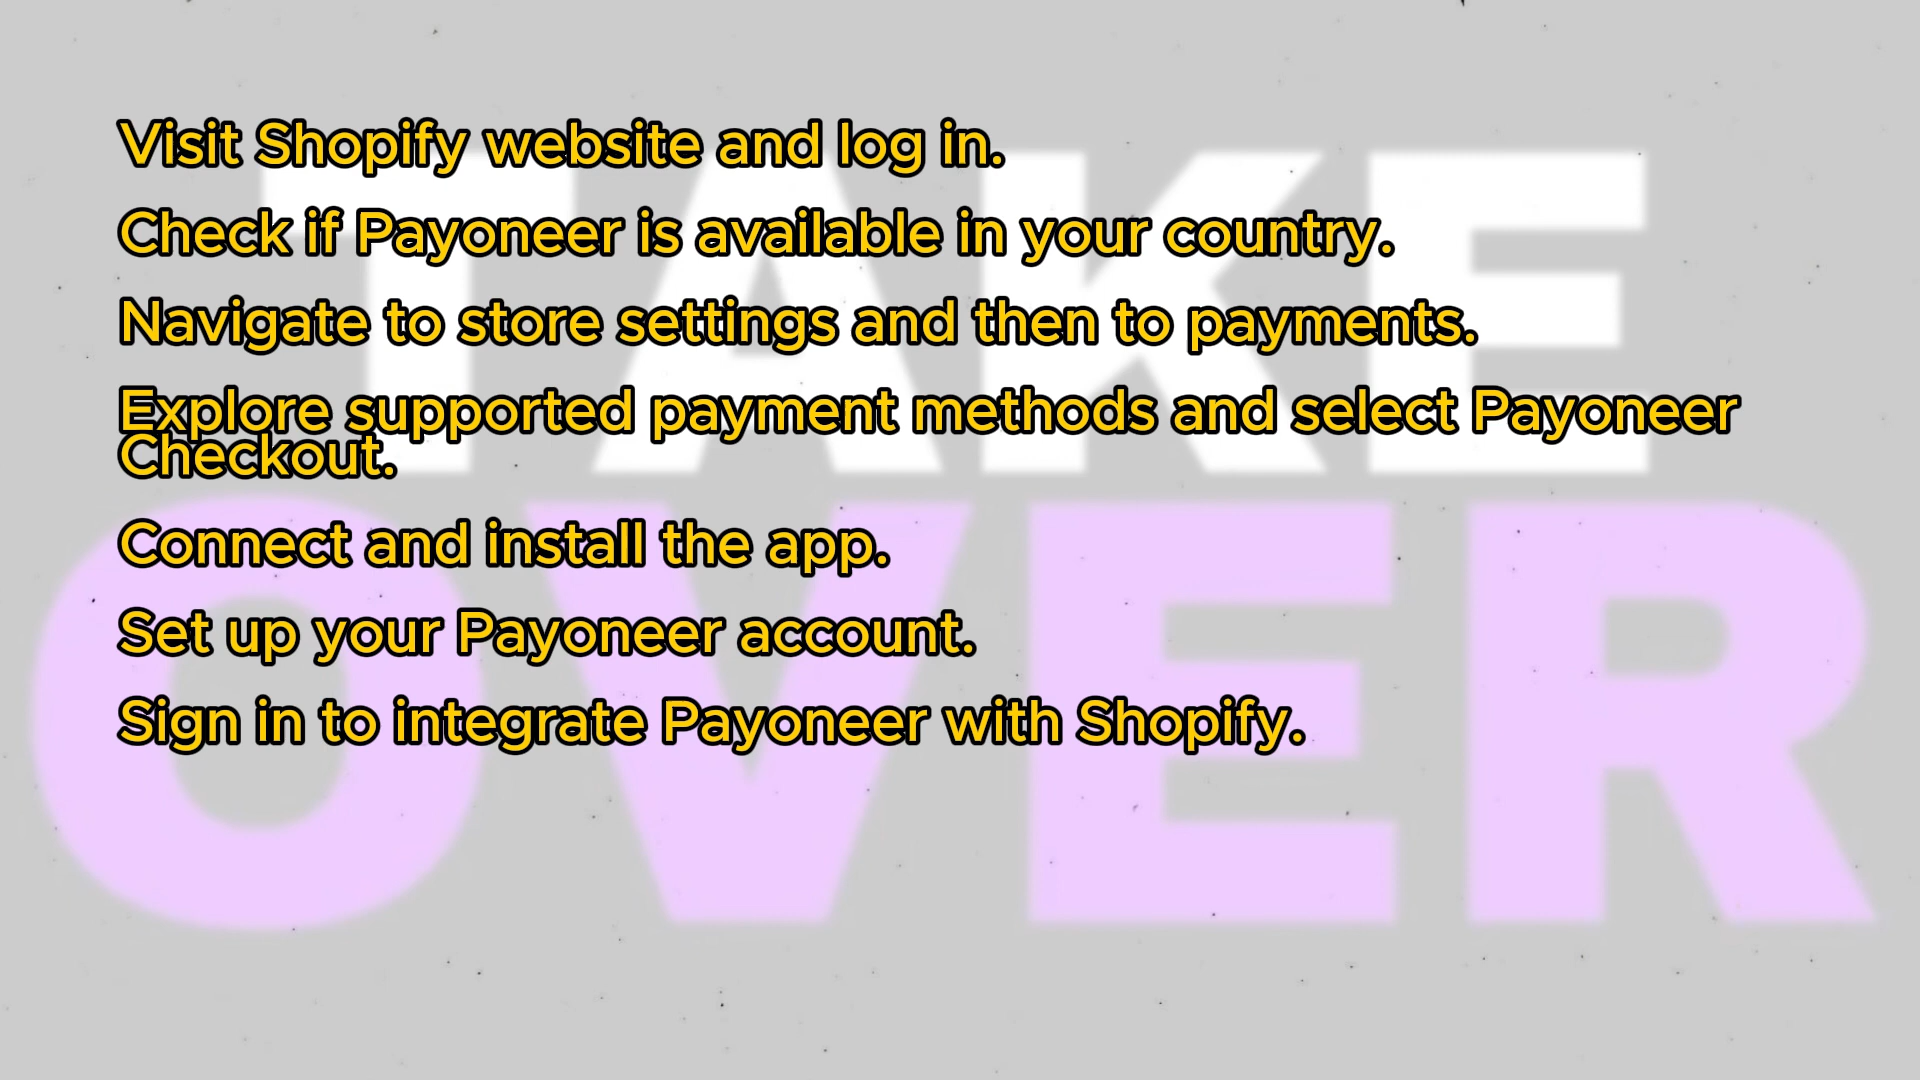 Visit Shopify website and log in.
Check if Payoneer is available in your country.
Navigate to store settings and then to payments.
Explore supported payment methods and select Payoneer
Checkout.
Connect and install the app.
Set up your Payoneer account.
Sign in to integrate Payoneer with Shopify.
TAKE
OVER